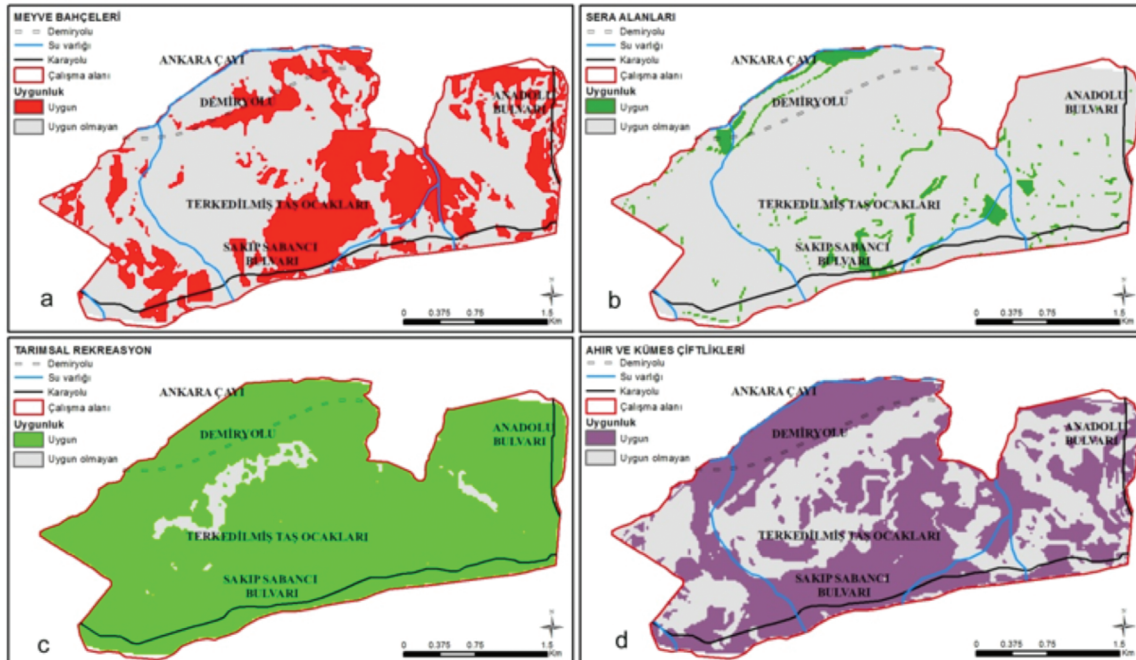 MEYVE BAHÇELERİ
Demiryolu
Su varlığı
Karayolu
Çalışma alanı
Uygunluk
Uygun
Uygun olmayan
ANKARA ÇAYI
DEMİRYOLU
ANADOLU
BULVARI
TERKEDİLMİŞ TAŞ OCAKLARI
SAKIP SABANCI
BULVARI
a
0 0.375 0.75 1.5
Km
SERA ALANLARI
Demiryolu
Su varlığı
Karayolu
Çalışma alanı
Uygunluk
Uygun
Uygun olmayan
ANKARA ÇAYI
DEMİRYOLU
ANADOLU
BULVARI
TERKEDİLMİŞ TAŞ OCAKLARI
SAKIP SABANCI
BULVARI
b
0 0.375 0.75 1.5
Km
TARIMSAL REKREASYON
Demiryolu
Su varlığı
Karayolu
Çalışma alanı
Uygunluk
Uygun
Uygun olmayan
ANKARA ÇAYI
DEMİRYOLU
ANADOLU
BULVARI
TERKEDİLMİŞ TAŞ OCAKLARI
SAKIP SABANCI
BULVARI
c
0 0.375 0.75 1.5
Km
AHIR VE KÜMES ÇİFTLİKLERİ
Demiryolu
Su varlığı
Karayolu
Çalışma alanı
Uygunluk
Uygun
Uygun olmayan
ANKARA ÇAYI
DEMİRYOLU
ANADOLU
BULVARI
TERKEDİLMİŞ TAŞ OCAKLARI
SAKIP SABANCI
BULVARI
d
0 0.375 0.75 1.5
Km